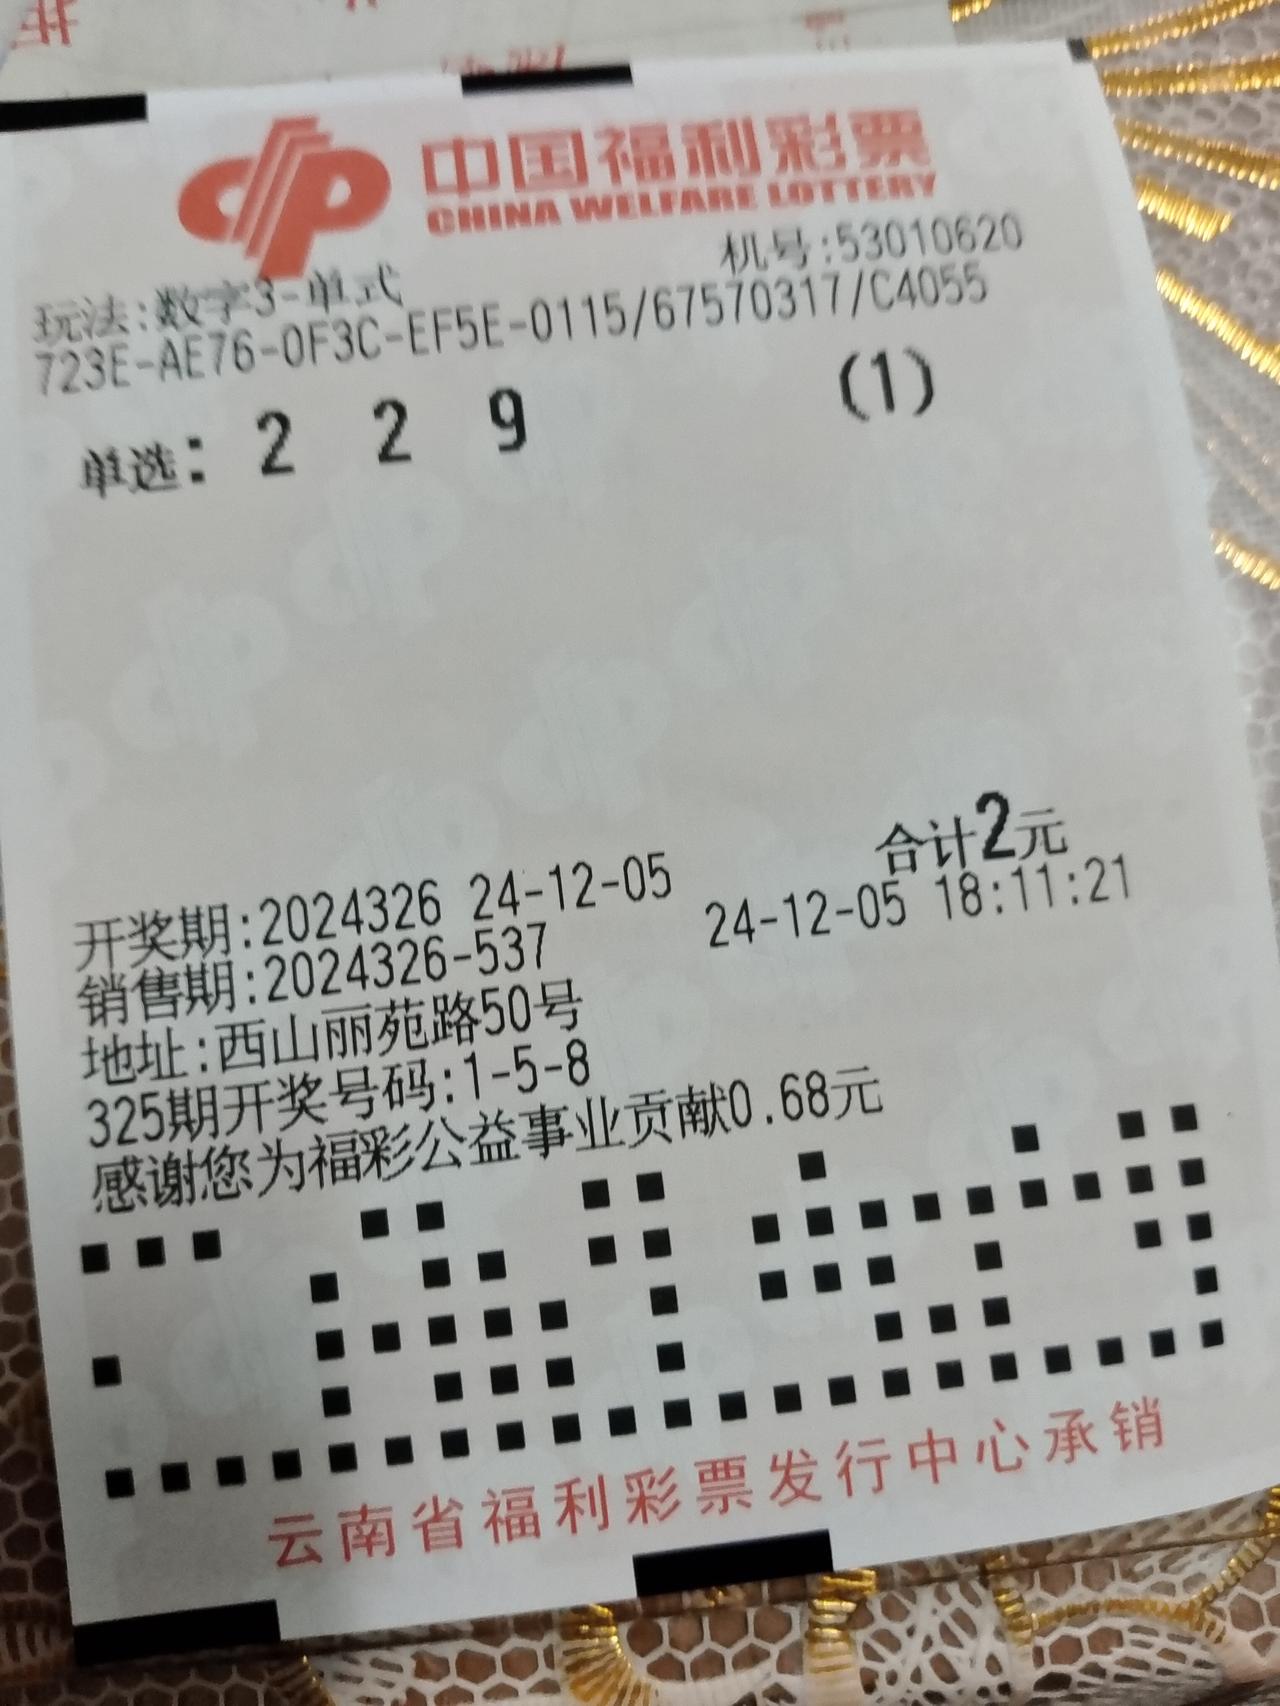 中国福利彩票
CHINA WELFARE LOTTERY
机号:53010620
玩法:数字3-单式
723E-AE76-0F3C-EF5E-0115/67570317/C4055
单选: 2 2 9 (1)
合计2元
开奖期:2024326 24-12-05
24-12-05 18:11:21
销售期:2024326-537
地址:西山丽苑路50号
325期开奖号码:1-5-8
感谢您为福彩公益事业贡献0.68元
云南省福利彩票发行中心承销